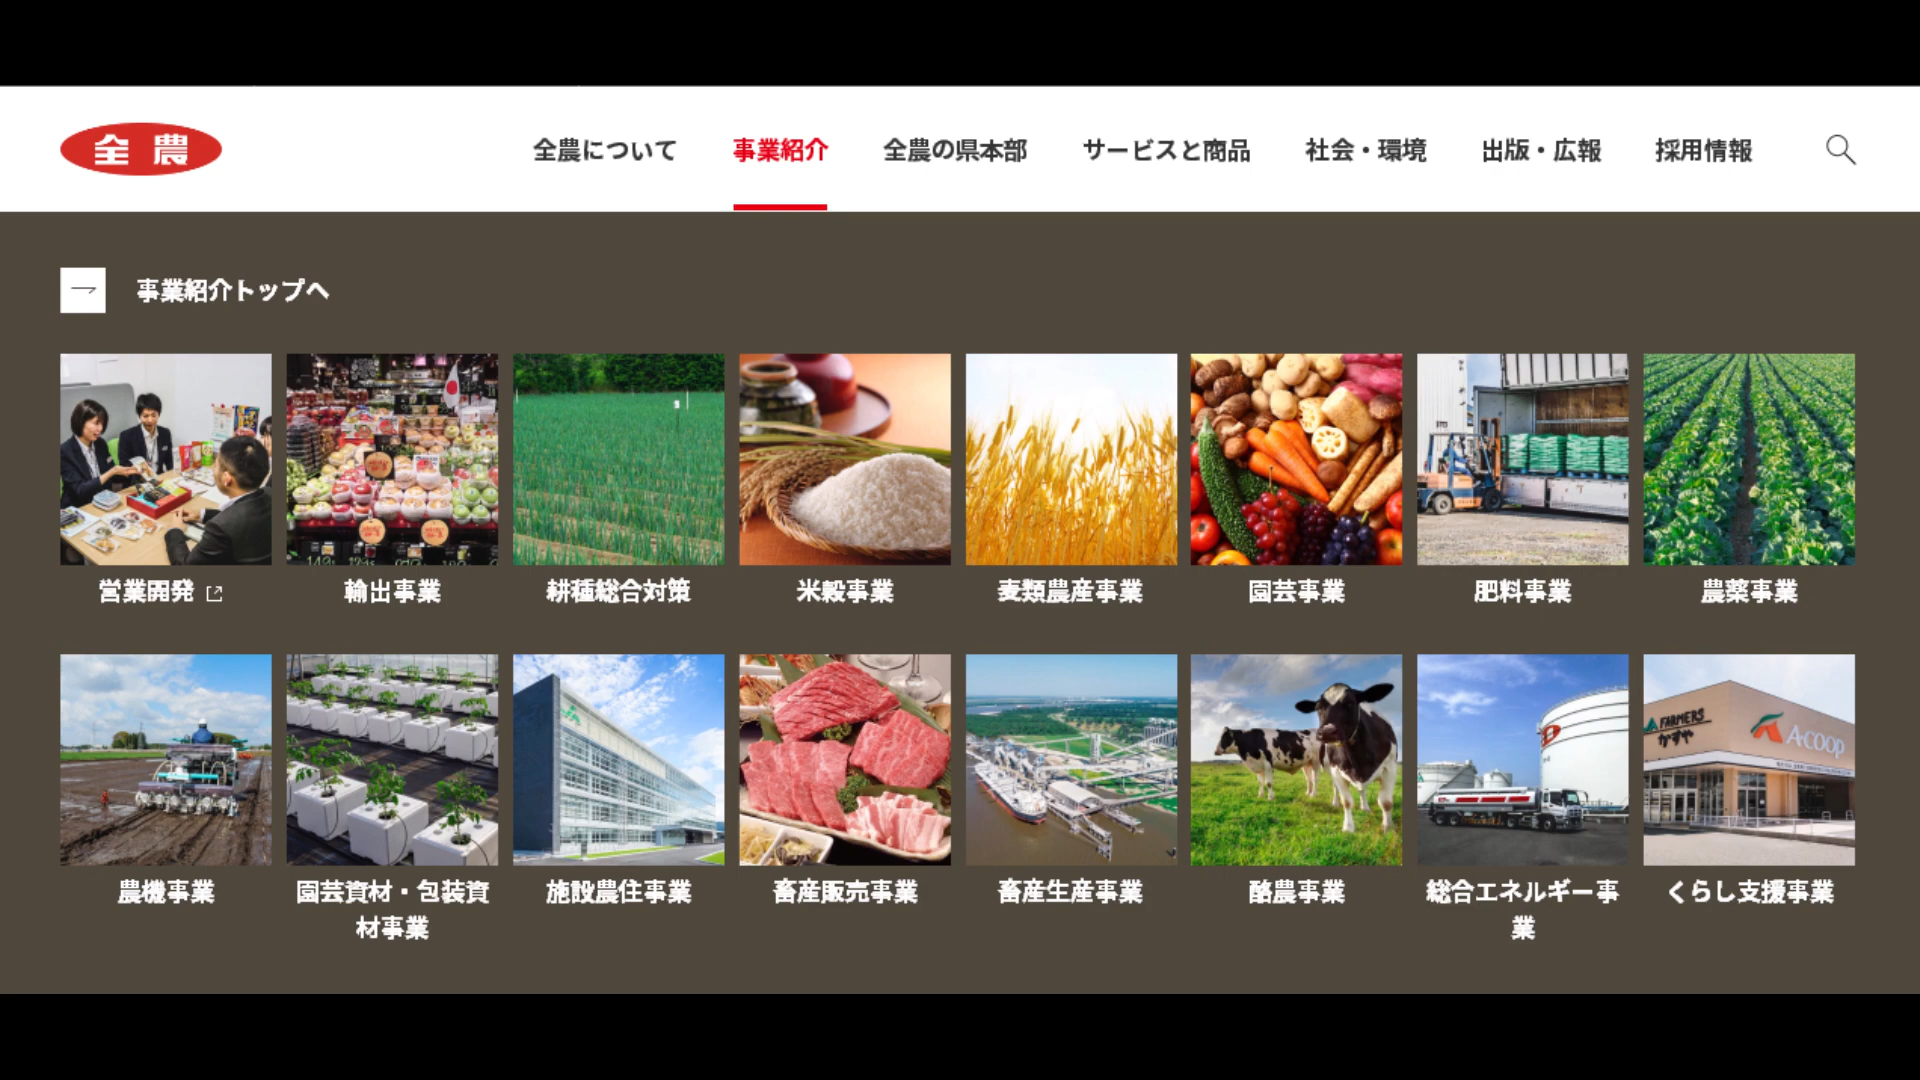 全農
全農について 事業紹介 全農の県本部 サービスと商品 社会・環境 出版・広報 採用情報
事業紹介トップへ
営業開発 輸出事業 耕種総合対策 米穀事業 麦類農産事業 園芸事業 肥料事業 農薬事業
FARMERS
かすや
A·COOP
農機事業 園芸資材・包装資 施設農住事業 畜産販売事業 畜産生産事業 酪農事業 総合エネルギー事 くらし支援事業
材事業 業